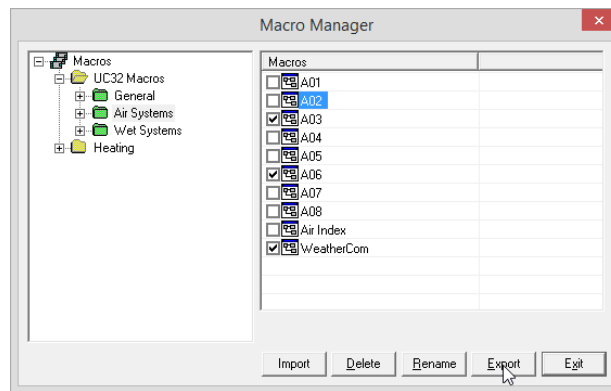 Macro Manager
Macros
UC32 Macros
General
Air Systems
Wet Systems
Heating
Macros
A01
A02
A03
A04
A05
A06
A07
A08
Air Index
WeatherCom
Import Delete Rename Export Exit